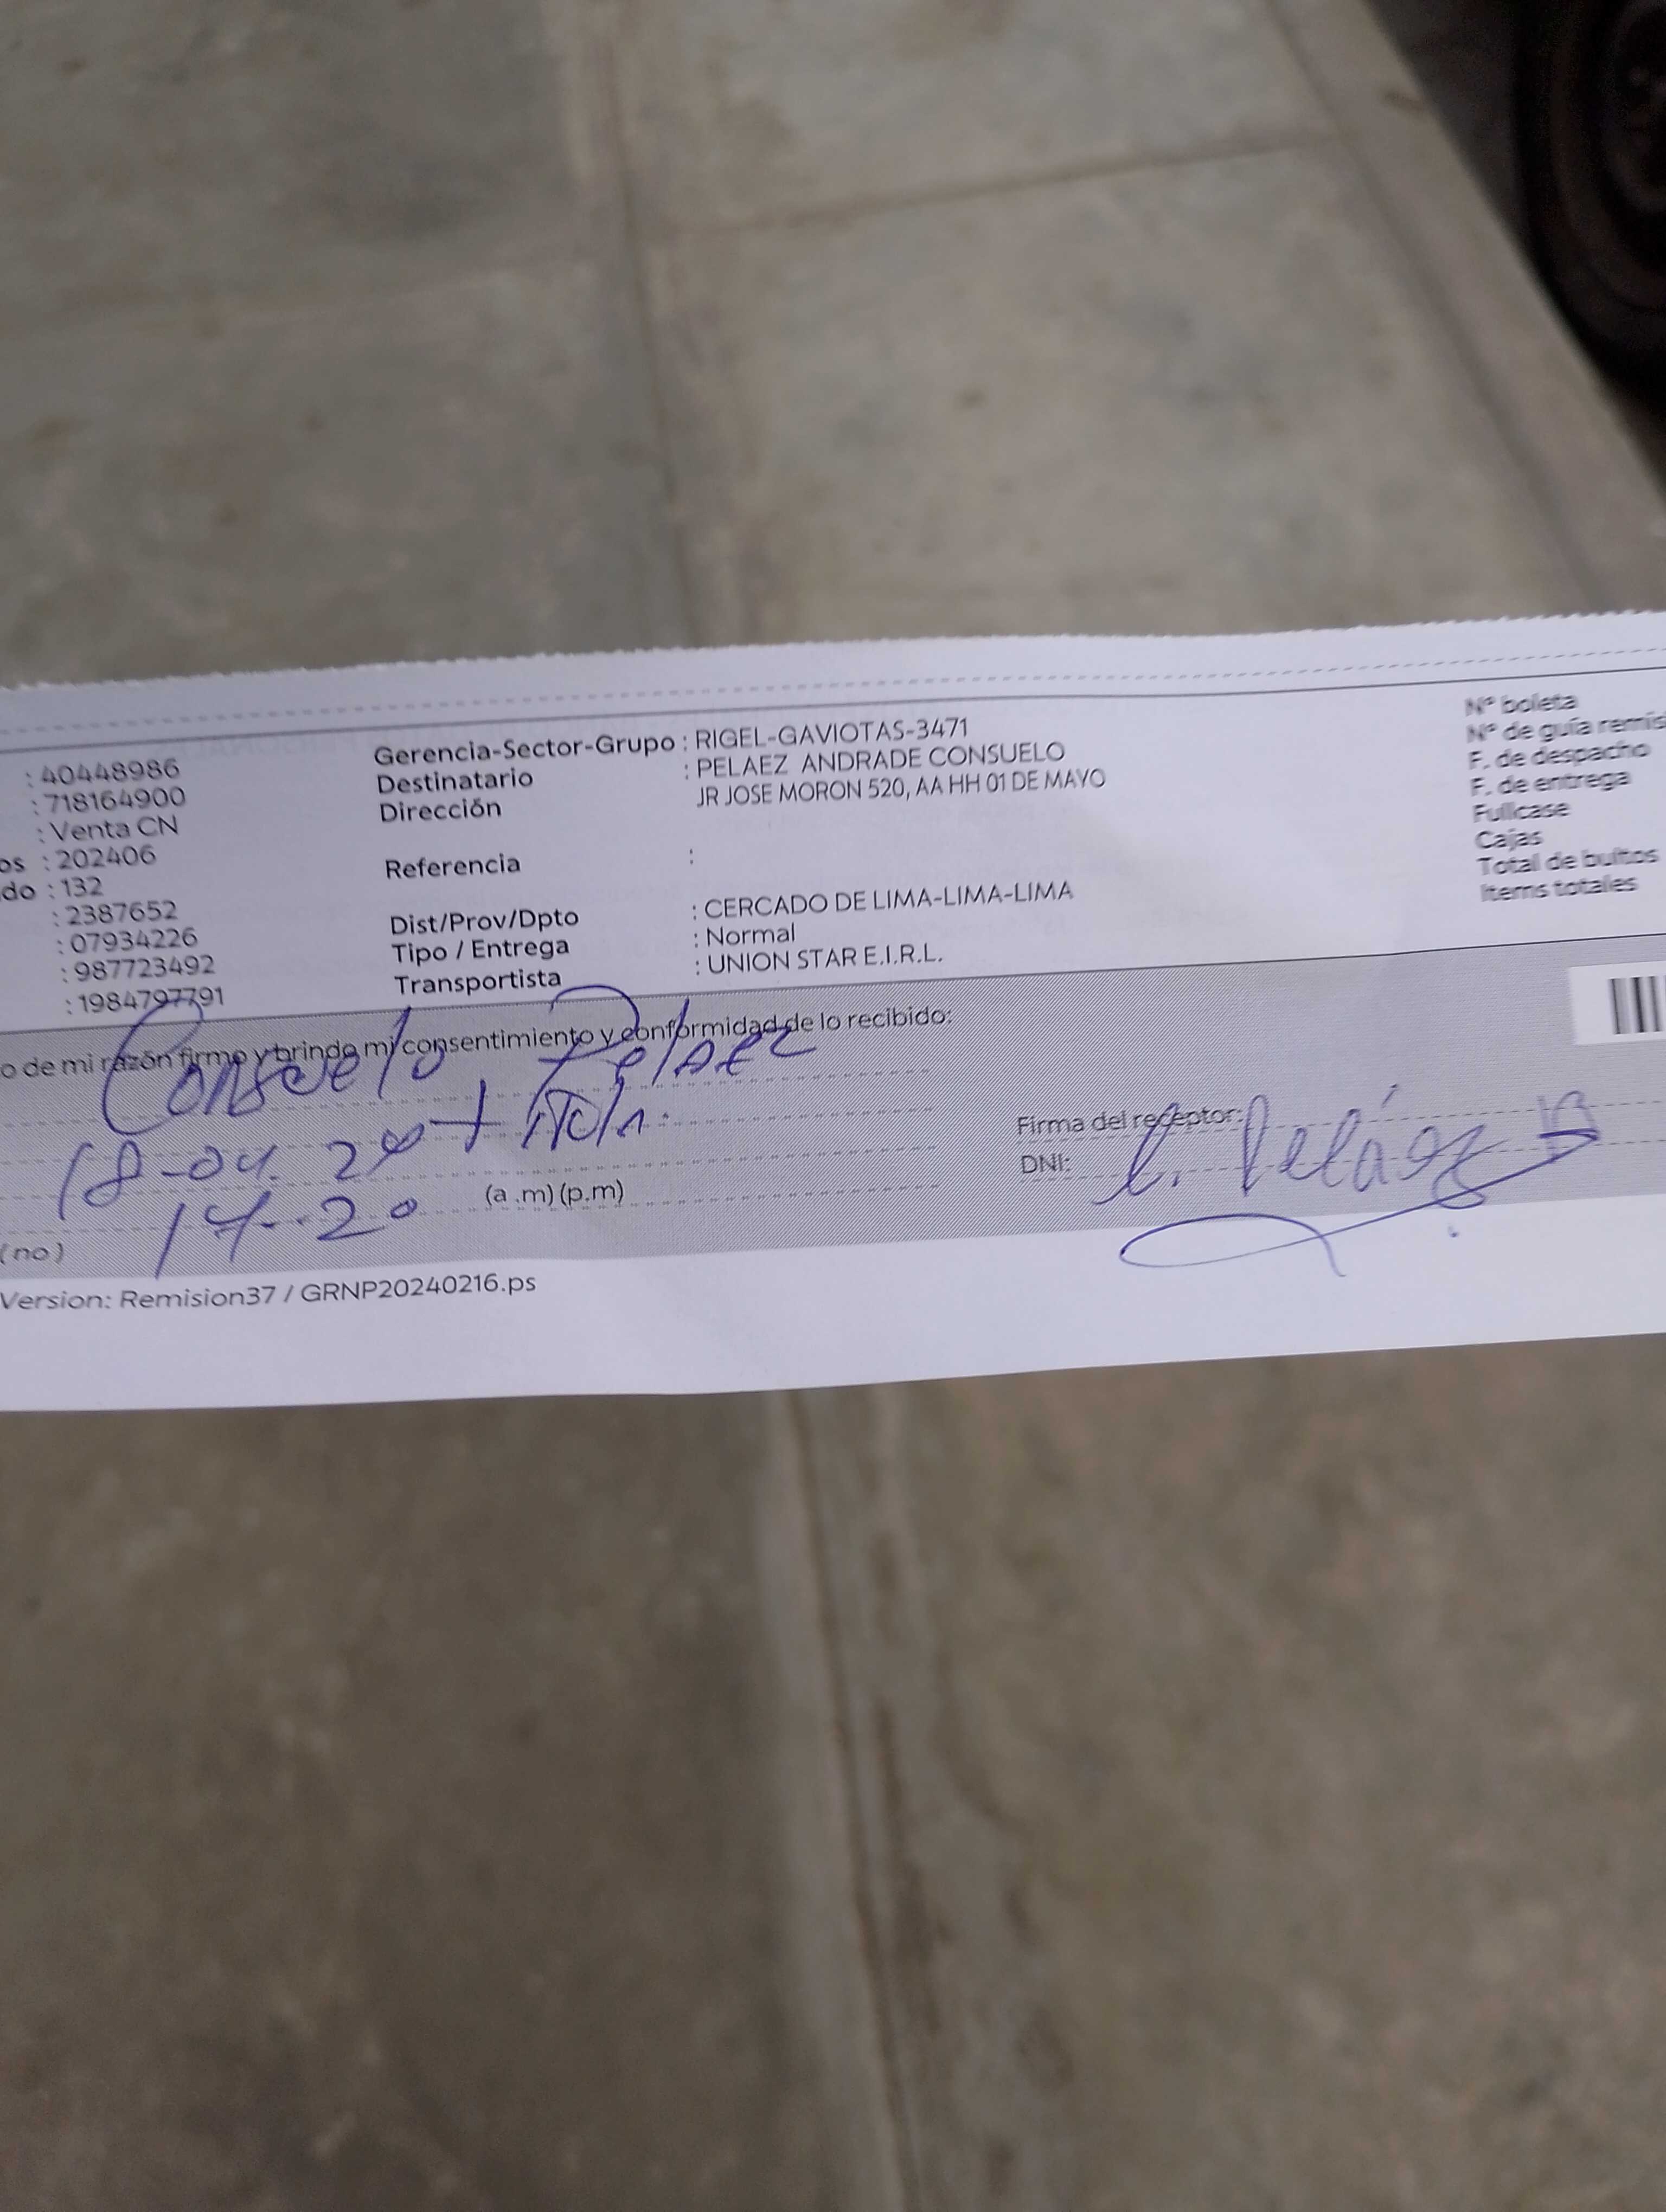 : 40448986
: 718164900
: Venta CN
os : 202406
do : 132
: 2387652
: 07934226
: 987723492
: 1984797791
Gerencia-Sector-Grupo : RIGEL-GAVIOTAS-3471
Destinatario : PELAEZ ANDRADE CONSUELO
Dirección JR JOSE MORON 520, AA HH 01 DE MAYO
Referencia :
Dist/Prov/Dpto : CERCADO DE LIMA-LIMA-LIMA
Tipo / Entrega : Normal
Transportista : UNION STAR E.I.R.L.
Nº boleta
Nº de guía remis
F. de despacho
F. de entrega
Fullcase
Cajas
Total de bultos
Items totales
o de mi razón firmo y brindo mi consentimiento y conformidad de lo recibido:
Consuelo Pelaez
18-04. 24
17..20 (a .m) (p.m)
(no)
Firma del receptor:
DNI:
C. Peláez
Version: Remision37 / GRNP20240216.ps